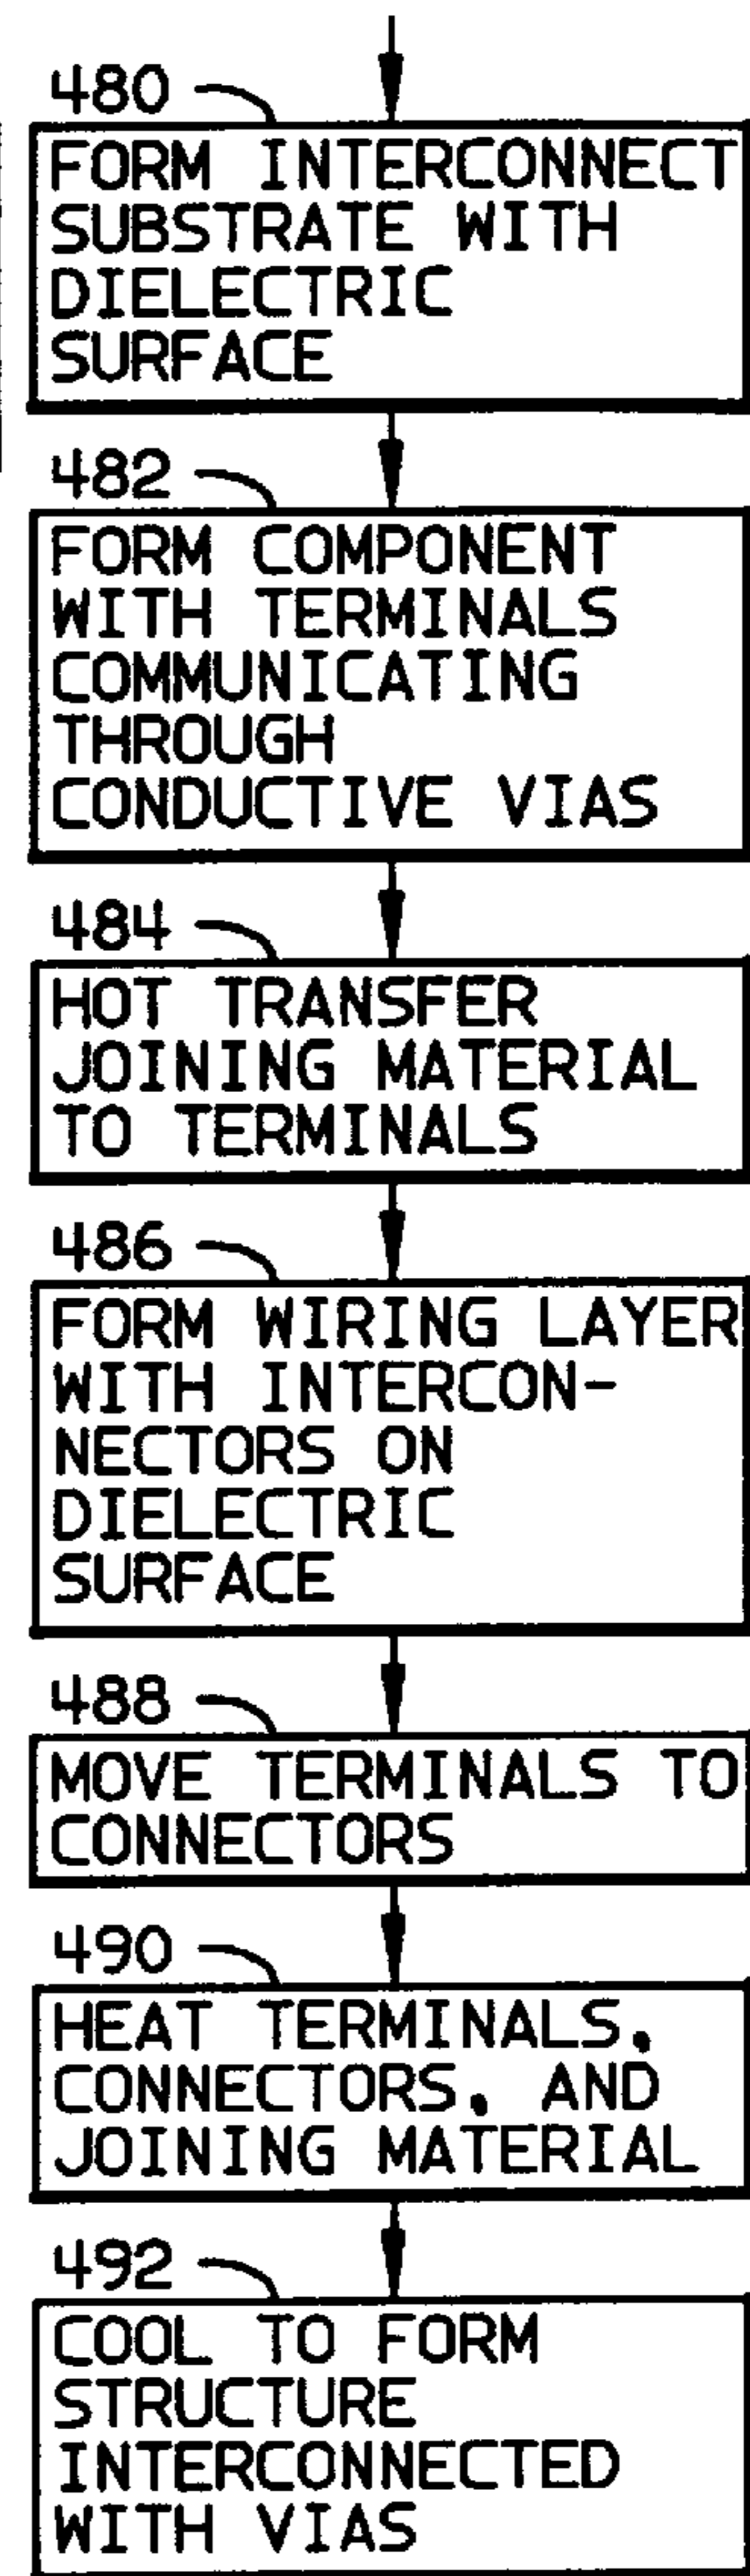 480
FORM INTERCONNECT
SUBSTRATE WITH
DIELECTRIC
SURFACE
482
FORM COMPONENT
WITH TERMINALS
COMMUNICATING
THROUGH
CONDUCTIVE VIAS
484
HOT TRANSFER
JOINING MATERIAL
TO TERMINALS
486
FORM WIRING LAYER
WITH INTERCON-
NECTORS ON
DIELECTRIC
SURFACE
488
MOVE TERMINALS TO
CONNECTORS
490
HEAT TERMINALS,
CONNECTORS, AND
JOINING MATERIAL
492
COOL TO FORM
STRUCTURE
INTERCONNECTED
WITH VIAS